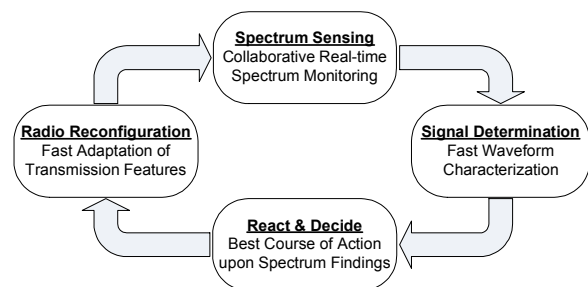 Spectrum Sensing
Collaborative Real-time
Spectrum Monitoring
Radio Reconfiguration
Fast Adaptation of
Transmission Features
Signal Determination
Fast Waveform
Characterization
React & Decide
Best Course of Action
upon Spectrum Findings